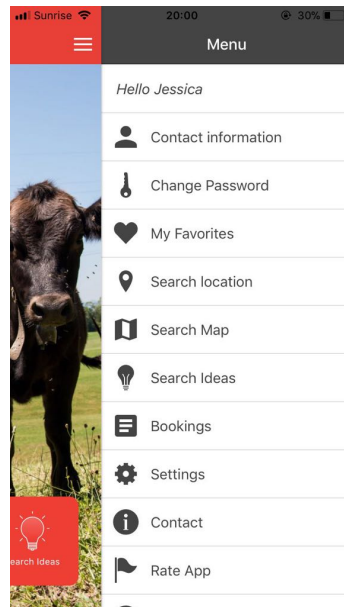 Sunrise 20:00 30%
Menu
Hello Jessica
Contact information
Change Password
My Favorites
Search location
Search Map
Search Ideas
Bookings
Settings
Contact
Rate App
earch Ideas